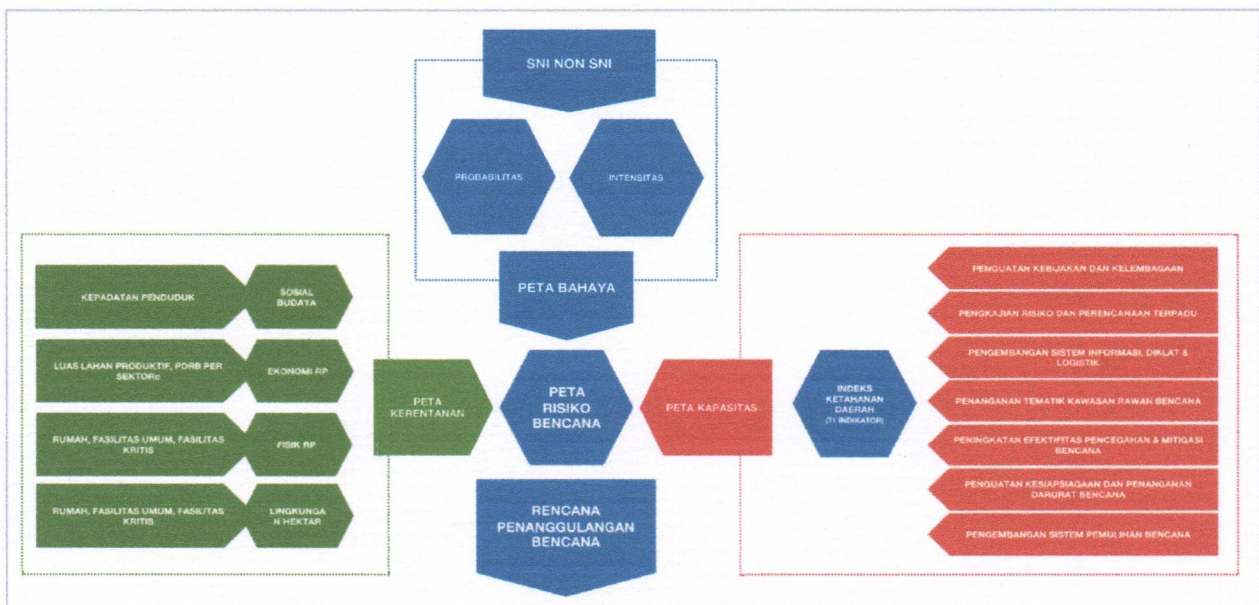 SNI NON SNI
PROBABILITAS
INTENSITAS
PETA BAHAYA
KEPADATAN PENDUDUK
SOSIAL
BUDAYA
LUAS LAHAN PRODUKTIF, PDRB PER
SEKTORc
EKONOMI RP
RUMAH, FASILITAS UMUM, FASILITAS
KRITIS
FISIK RP
RUMAH, FASILITAS UMUM, FASILITAS
KRITIS
LINGKUNGA
N HEKTAR
PETA
KERENTANAN
PETA
RISIKO
BENCANA
PETA KAPASITAS
INDEKS
KETAHANAN
DAERAH
(71 INDIKATOR)
PENGUATAN KEBIJAKAN DAN KELEMBAGAAN
PENGKAJIAN RISIKO DAN PERENCANAAN TERPADU
PENGEMBANGAN SISTEM INFORMASI, DIKLAT &
LOGISTIK
PENANGANAN TEMATIK KAWASAN RAWAN BENCANA
PENINGKATAN EFEKTIFITAS PENCEGAHAN & MITIGASI
BENCANA
PENGUATAN KESIAPSIAGAAN DAN PENANGANAN
DARURAT BENCANA
PENGEMBANGAN SISTEM PEMULIHAN BENCANA
RENCANA
PENANGGULANGAN
BENCANA